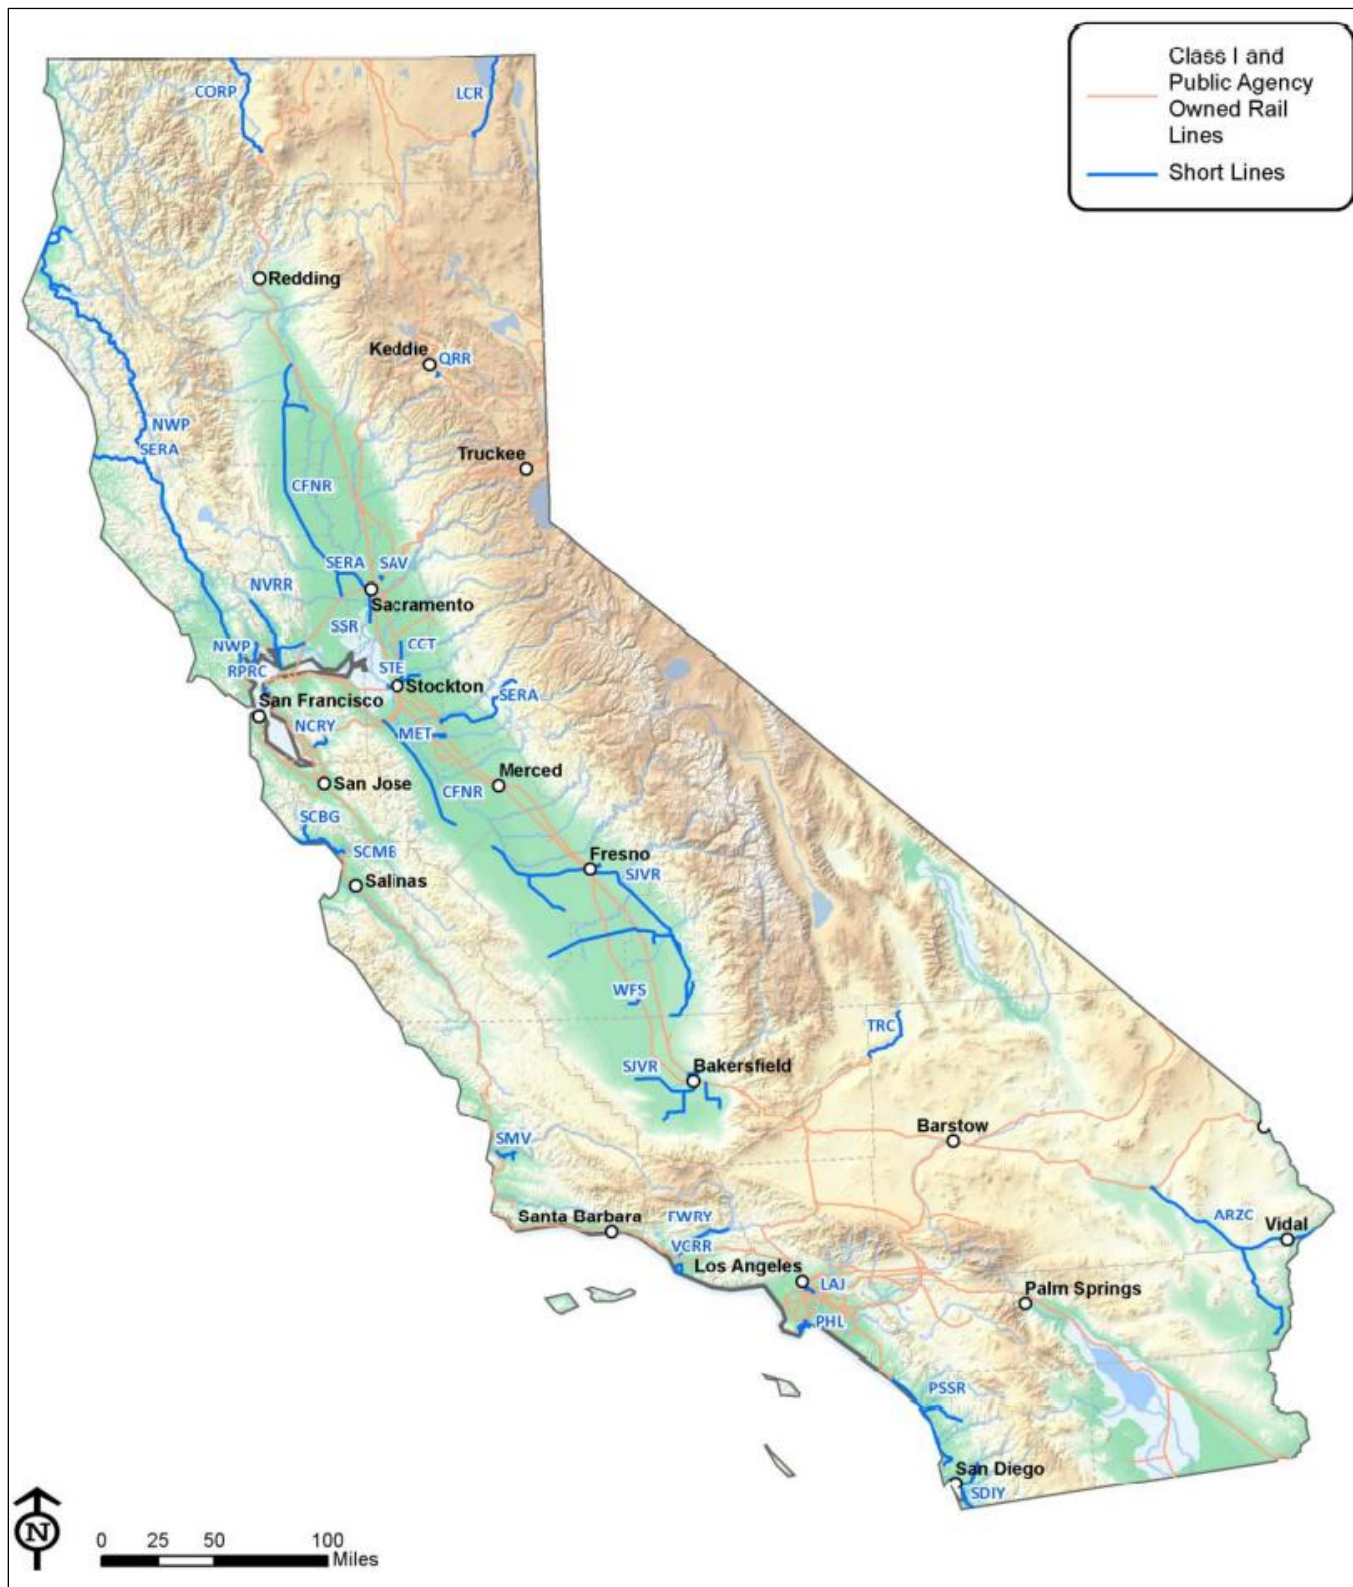 Class I and
Public Agency
Owned Rail
Lines
Short Lines
CORP
LCR
Redding
Keddie
QRR
NWP
SERA
Truckee
CFNR
SERA
SAV
NVRR
Sacramento
SSR
NWP
CCT
RPRC
STE
Stockton
SERA
San Francisco
NCRY
MET
Merced
San Jose
CFNR
SCBG
SCMB
Fresno
SJVR
Salinas
WFS
TRC
SJVR
Bakersfield
Barstow
SMV
Santa Barbara
FWRY
ARZC
Vidal
VCRR
Los Angeles
LAJ
Palm Springs
PHL
PSSR
San Diego
SDIY
N
0 25 50 100
Miles